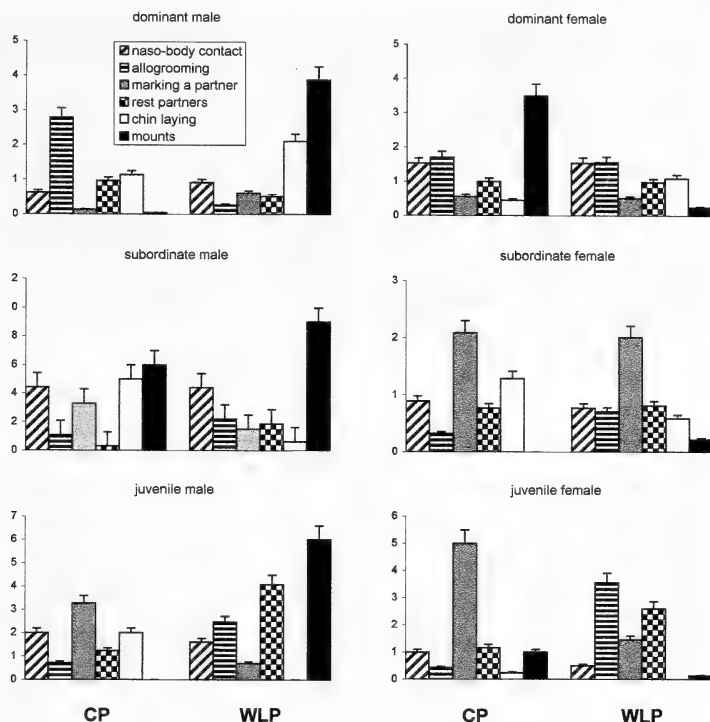 dominant male
5
4
3
2
1
0
naso-body contact
allogrooming
marking a partner
rest partners
chin laying
mounts
dominant female
5
4
3
2
1
0
subordinate male
2
0
8
6
4
2
0
subordinate female
3
2
1
0
juvenile male
7
6
5
4
3
2
1
0
CP WLP
juvenile female
6
5
4
3
2
1
0
CP WLP